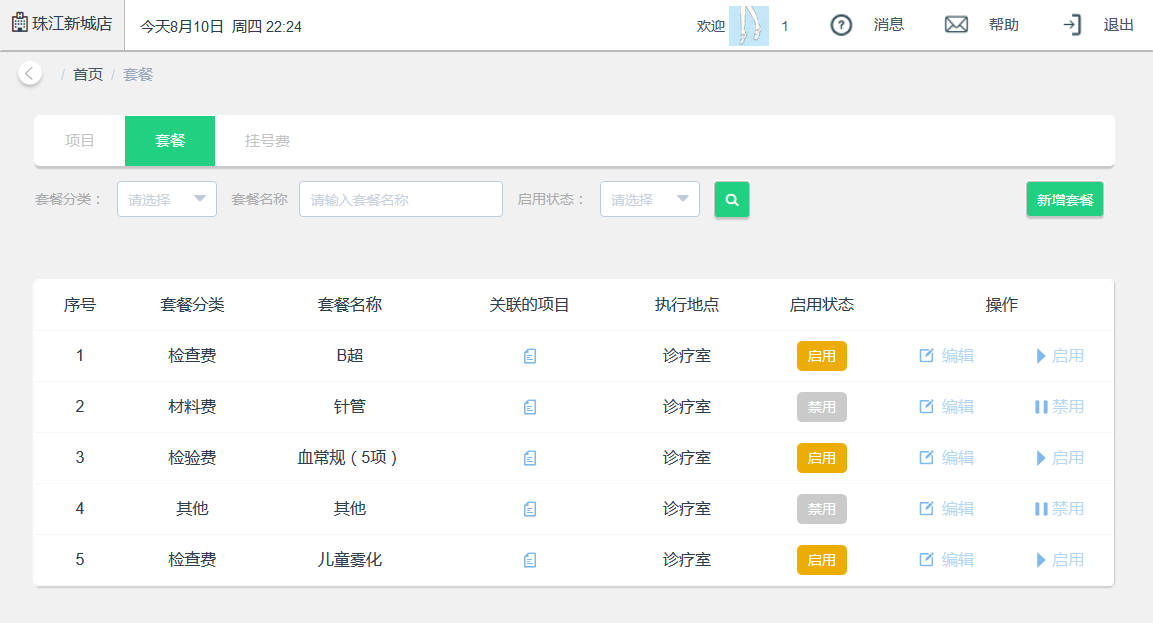 珠江新城店 今天8月10日 周四 22:24 欢迎 1 消息 帮助 退出
/ 首页 / 套餐
项目 套餐 挂号费
套餐分类： 请选择 套餐名称 请输入套餐名称 启用状态： 请选择 新增套餐
序号 套餐分类 套餐名称 关联的项目 执行地点 启用状态 操作
1 检查费 B超 诊疗室 启用 编辑 启用
2 材料费 针管 诊疗室 禁用 编辑 禁用
3 检验费 血常规（5项） 诊疗室 启用 编辑 启用
4 其他 其他 诊疗室 禁用 编辑 禁用
5 检查费 儿童雾化 诊疗室 启用 编辑 启用